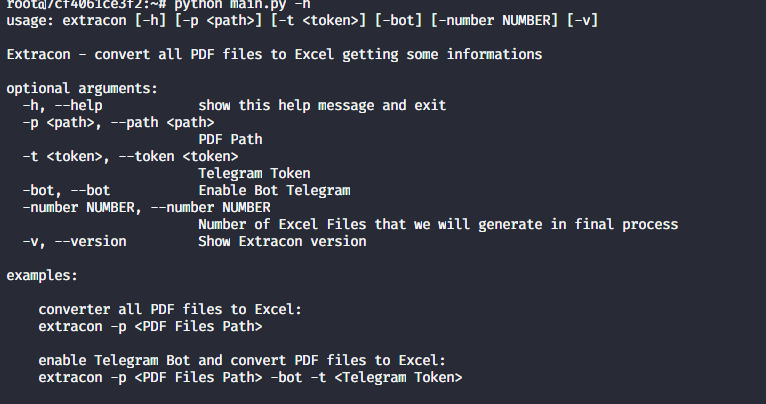 root@7cf4061ce3f2:~# python main.py -h
usage: extracon [-h] [-p <path>] [-t <token>] [-bot] [-number NUMBER] [-v]
Extracon - convert all PDF files to Excel getting some informations
optional arguments:
-h, --help show this help message and exit
-p <path>, --path <path>
PDF Path
-t <token>, --token <token>
Telegram Token
-bot, --bot Enable Bot Telegram
-number NUMBER, --number NUMBER
Number of Excel Files that we will generate in final process
-v, --version Show Extracon version
examples:
converter all PDF files to Excel:
extracon -p <PDF Files Path>
enable Telegram Bot and convert PDF files to Excel:
extracon -p <PDF Files Path> -bot -t <Telegram Token>